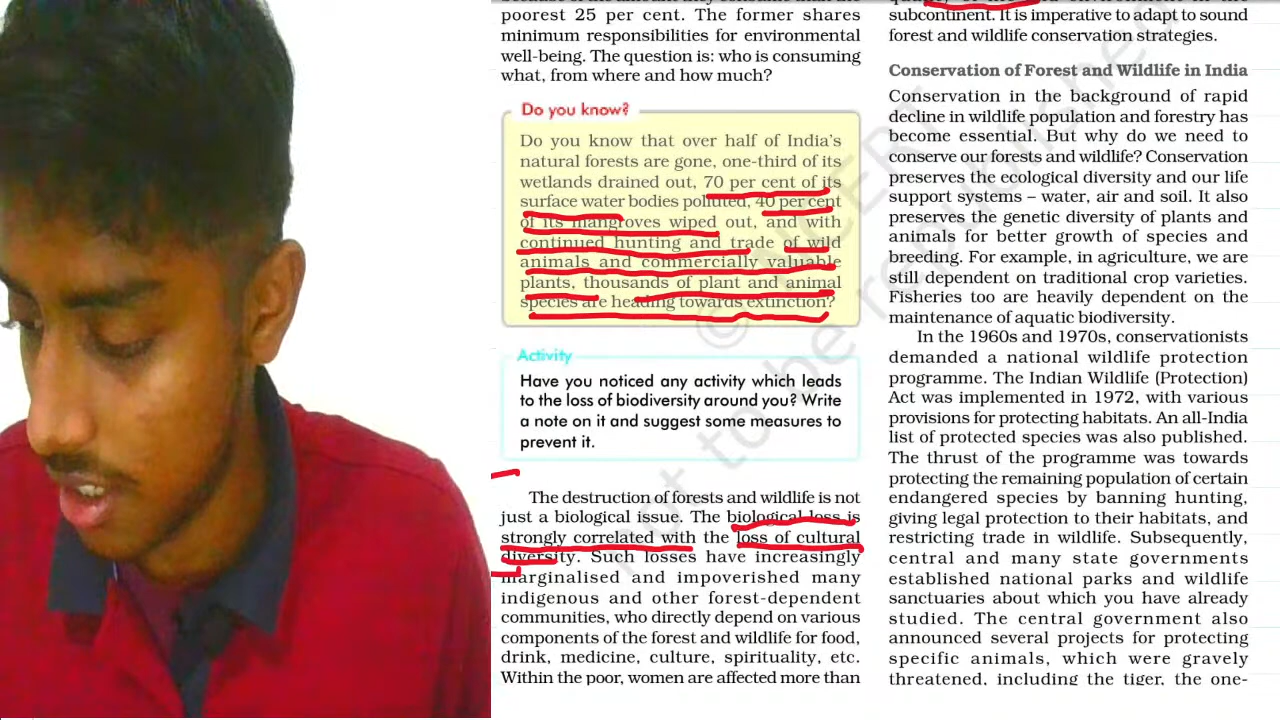 poorest 25 per cent. The former shares
minimum responsibilities for environmental
well-being. The question is: who is consuming
what, from where and how much?
Do you know?
Do you know that over half of India's
natural forests are gone, one-third of its
wetlands drained out, 70 per cent of its
surface water bodies polluted, 40 per cent
of its mangroves wiped out, and with
continued hunting and trade of wild
animals and commercially valuable
plants, thousands of plant and animal
species are heading towards extinction?
Activity
Have you noticed any activity which leads
to the loss of biodiversity around you? Write
a note on it and suggest some measures to
prevent it.
The destruction of forests and wildlife is not
just a biological issue. The biological loss is
strongly correlated with the loss of cultural
diversity. Such losses have increasingly
marginalised and impoverished many
indigenous and other forest-dependent
communities, who directly depend on various
components of the forest and wildlife for food,
drink, medicine, culture, spirituality, etc.
Within the poor, women are affected more than
subcontinent. It is imperative to adapt to sound
forest and wildlife conservation strategies.
Conservation of Forest and Wildlife in India
Conservation in the background of rapid
decline in wildlife population and forestry has
become essential. But why do we need to
conserve our forests and wildlife? Conservation
preserves the ecological diversity and our life
support systems – water, air and soil. It also
preserves the genetic diversity of plants and
animals for better growth of species and
breeding. For example, in agriculture, we are
still dependent on traditional crop varieties.
Fisheries too are heavily dependent on the
maintenance of aquatic biodiversity.
In the 1960s and 1970s, conservationists
demanded a national wildlife protection
programme. The Indian Wildlife (Protection)
Act was implemented in 1972, with various
provisions for protecting habitats. An all-India
list of protected species was also published.
The thrust of the programme was towards
protecting the remaining population of certain
endangered species by banning hunting,
giving legal protection to their habitats, and
restricting trade in wildlife. Subsequently,
central and many state governments
established national parks and wildlife
sanctuaries about which you have already
studied. The central government also
announced several projects for protecting
specific animals, which were gravely
threatened, including the tiger, the one-
© NCERT
not to be republished